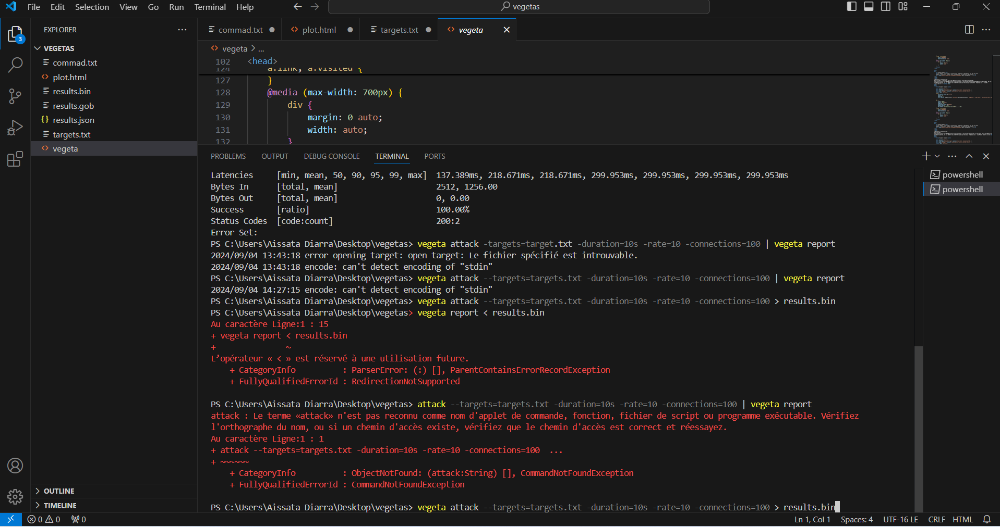 File Edit Selection View Go Run Terminal Help
vegetas
EXPLORER
commad.txt
plot.html
targets.txt
vegeta
3
VEGETAS
commad.txt
plot.html
results.bin
results.gob
results.json
targets.txt
vegeta
OUTLINE
TIMELINE
vegeta > ...
102 <head>
124 a:link, a:visited {
127 }
128 @media (max-width: 700px) {
129 div {
130 margin: 0 auto;
131 width: auto;
132 }
PROBLEMS OUTPUT DEBUG CONSOLE TERMINAL PORTS
powershell
powershell
Latencies [min, mean, 50, 90, 95, 99, max] 137.389ms, 218.671ms, 218.671ms, 299.953ms, 299.953ms, 299.953ms, 299.953ms
Bytes In [total, mean] 2512, 1256.00
Bytes Out [total, mean] 0, 0.00
Success [ratio] 100.00%
Status Codes [code:count] 200:2
Error Set:
PS C:\Users\Aissata Diarra\Desktop\vegetas> vegeta attack -targets=target.txt -duration=10s -rate=10 -connections=100 | vegeta report
2024/09/04 13:43:18 error opening target: open target: Le fichier spécifié est introuvable.
2024/09/04 13:43:18 encode: can't detect encoding of "stdin"
PS C:\Users\Aissata Diarra\Desktop\vegetas> vegeta attack --targets=targets.txt -duration=10s -rate=10 -connections=100 | vegeta report
2024/09/04 14:27:15 encode: can't detect encoding of "stdin"
PS C:\Users\Aissata Diarra\Desktop\vegetas> vegeta attack --targets=targets.txt -duration=10s -rate=10 -connections=100 > results.bin
PS C:\Users\Aissata Diarra\Desktop\vegetas> vegeta report < results.bin
Au caractère Ligne:1 : 15
+ vegeta report < results.bin
+ ~
L’opérateur « < » est réservé à une utilisation future.
+ CategoryInfo : ParserError: (:) [], ParentContainsErrorRecordException
+ FullyQualifiedErrorId : RedirectionNotSupported
PS C:\Users\Aissata Diarra\Desktop\vegetas> attack --targets=targets.txt -duration=10s -rate=10 -connections=100 | vegeta report
attack : Le terme «attack» n'est pas reconnu comme nom d'applet de commande, fonction, fichier de script ou programme exécutable. Vérifiez
l'orthographe du nom, ou si un chemin d'accès existe, vérifiez que le chemin d'accès est correct et réessayez.
Au caractère Ligne:1 : 1
+ attack --targets=targets.txt -duration=10s -rate=10 -connections=100 ...
+ ~~~~~~
+ CategoryInfo : ObjectNotFound: (attack:String) [], CommandNotFoundException
+ FullyQualifiedErrorId : CommandNotFoundException
PS C:\Users\Aissata Diarra\Desktop\vegetas> vegeta attack --targets=targets.txt -duration=10s -rate=10 -connections=100 > results.bin
0 0 0
Ln 1, Col 1 Spaces: 4 UTF-16 LE CRLF HTML